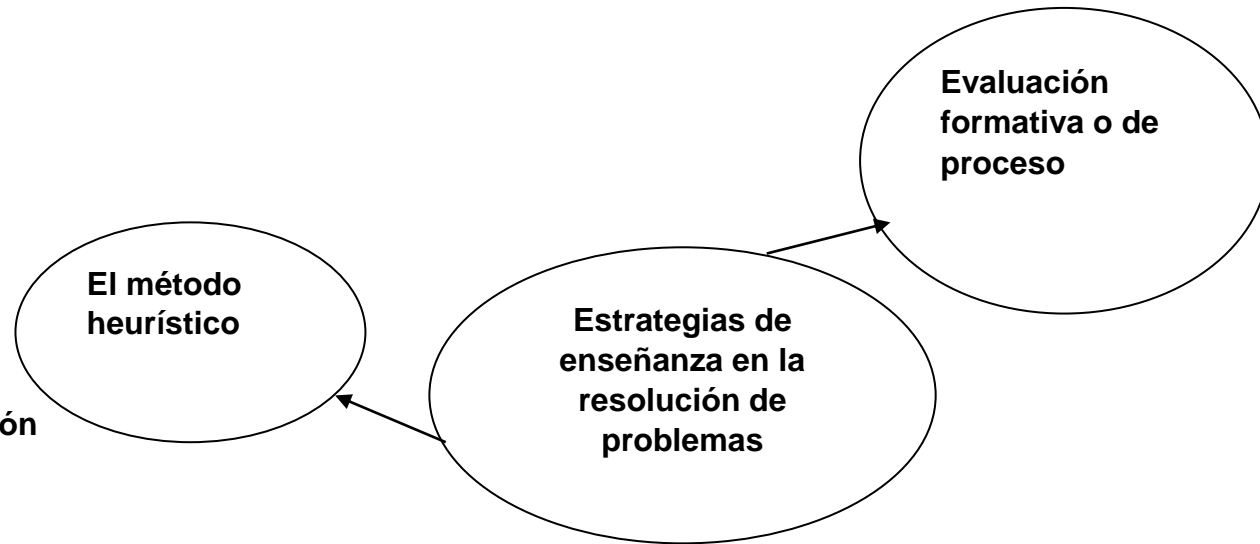 Evaluación
formativa o de
proceso
El método
heurístico
Estrategias de
enseñanza en la
resolución de
problemas
ón